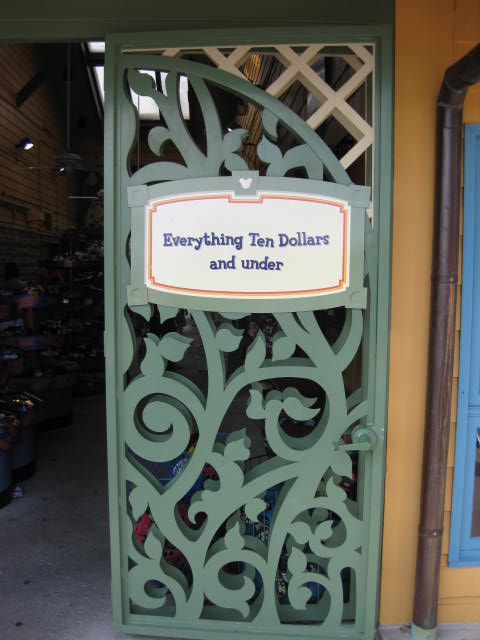 Everything Ten Dollars
and under